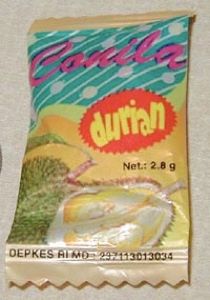 Conila
durian
Net.: 2.8 g
DEPKES RI MD : 237113013034